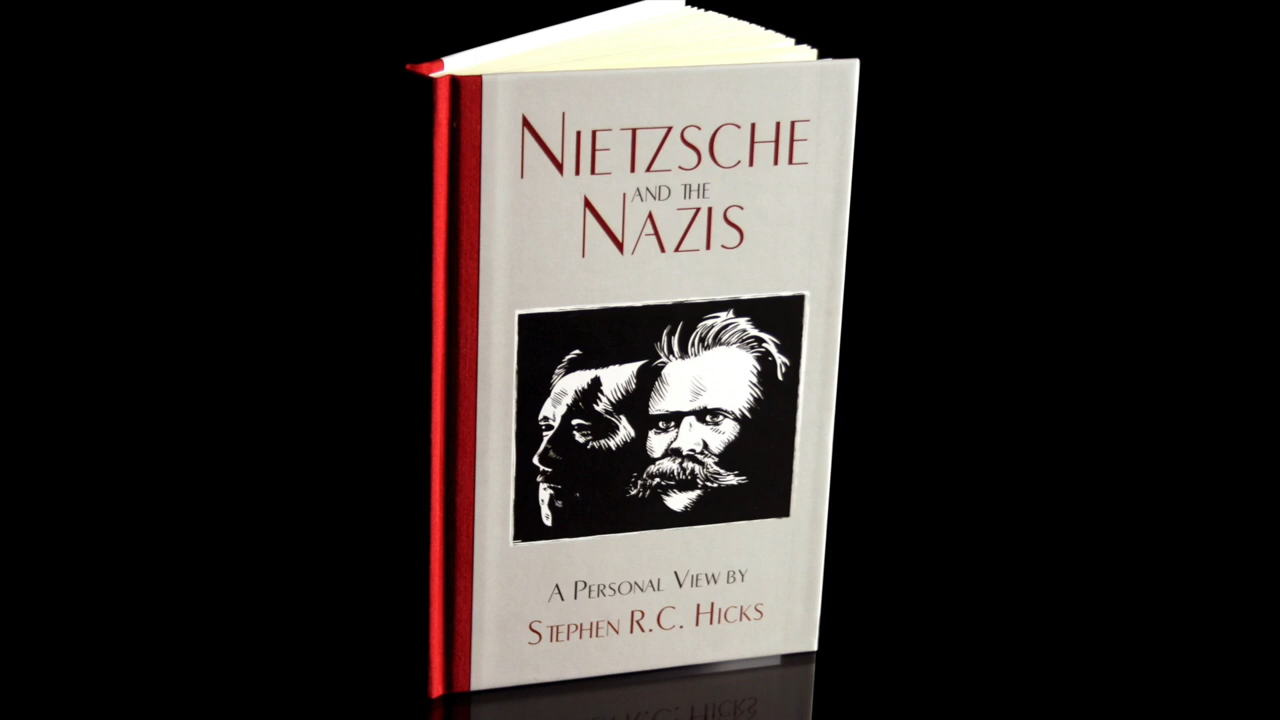 NIETZSCHE
AND THE
NAZIS
A PERSONAL VIEW BY
STEPHEN R.C. HICKS